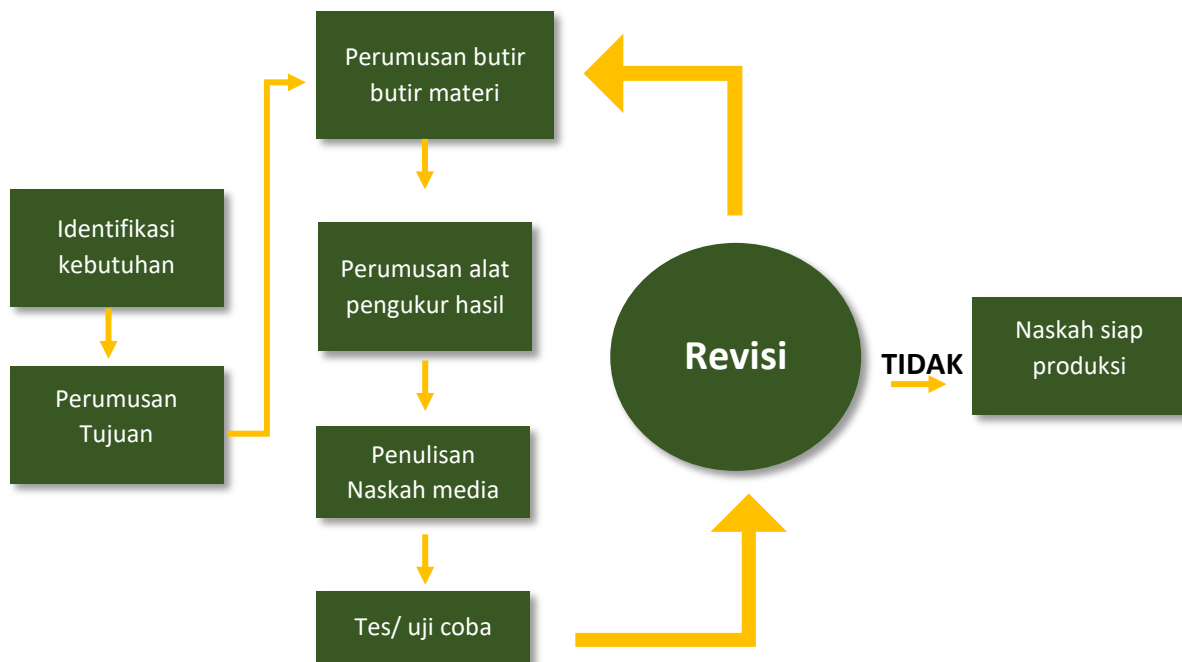 Identifikasi
kebutuhan
Perumusan
Tujuan
Perumusan butir
butir materi
Perumusan alat
pengukur hasil
Penulisan
Naskah media
Tes/ uji coba
Revisi
TIDAK
Naskah siap
produksi